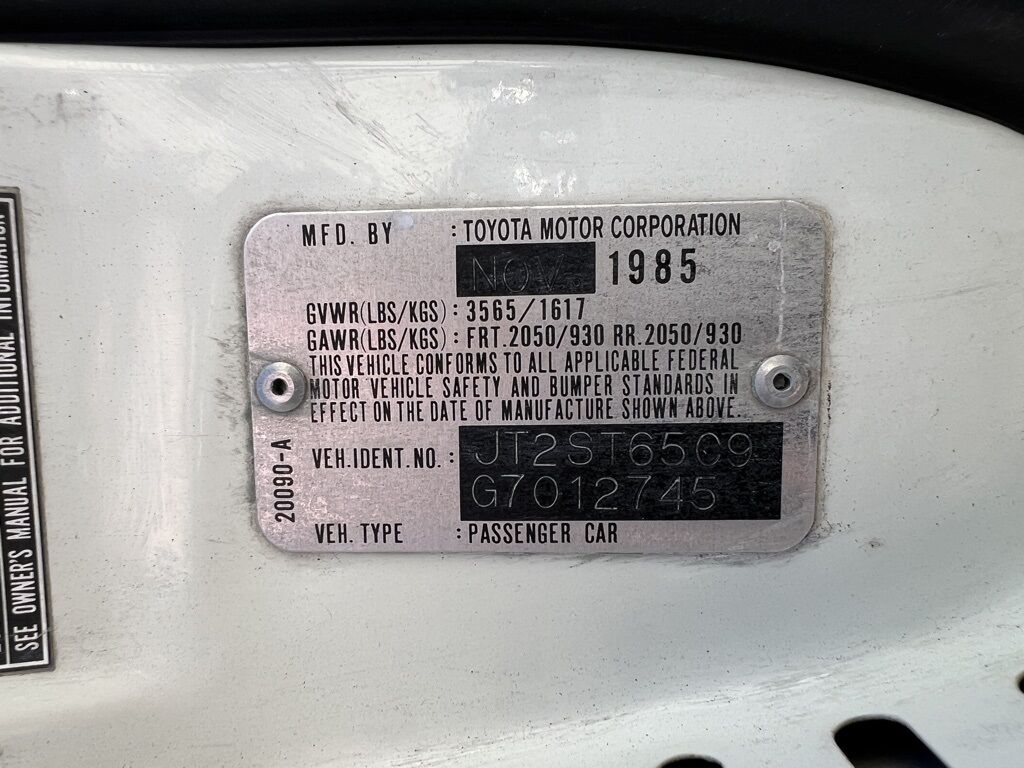 MFD. BY : TOYOTA MOTOR CORPORATION
NOV 1985
GVWR(LBS/KGS): 3565/1617
GAWR(LBS/KGS): FRT.2050/930 RR.2050/930
THIS VEHICLE CONFORMS TO ALL APPLICABLE FEDERAL
MOTOR VEHICLE SAFETY AND BUMPER STANDARDS IN
EFFECT ON THE DATE OF MANUFACTURE SHOWN ABOVE.
VEH.IDENT.NO.: JT2ST65C9
G7012745
VEH. TYPE : PASSENGER CAR
20090-A
SEE OWNER'S MANUAL FOR ADDITIONAL INFORMATION